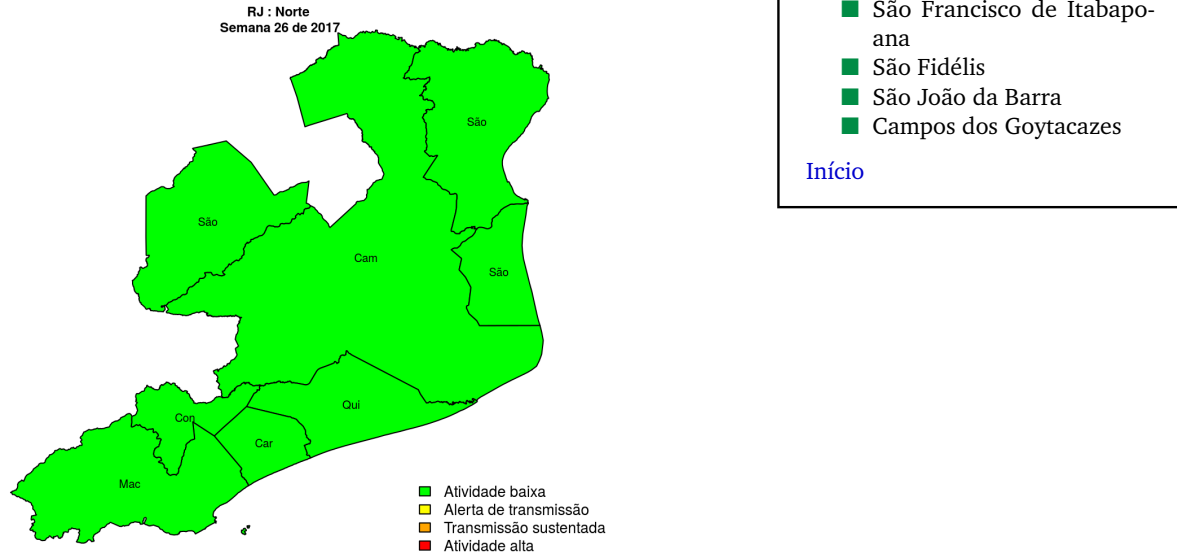 RJ : Norte
Semana 26 de 2017
São
São
Cam
São
Qui
Con
Car
Mac
Atividade baixa
Alerta de transmissão
Transmissão sustentada
Atividade alta
São Francisco de Itabapo-
ana
São Fidélis
São João da Barra
Campos dos Goytacazes
Início